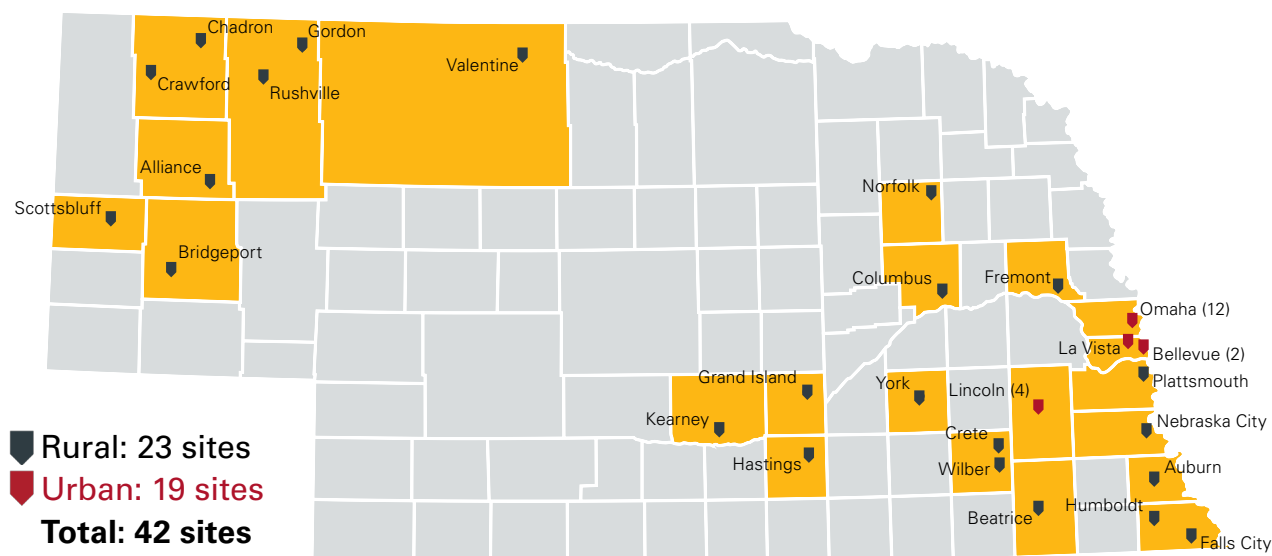 Chadron
Gordon
Valentine
Crawford
Rushville
Alliance
Scottsbluff
Bridgeport
Norfolk
Columbus
Fremont
Omaha (12)
La Vista
Bellevue (2)
Plattsmouth
Grand Island
York
Lincoln (4)
Kearney
Nebraska City
Crete
Hastings
Wilber
Auburn
Beatrice
Humboldt
Falls City
Rural: 23 sites
Urban: 19 sites
Total: 42 sites